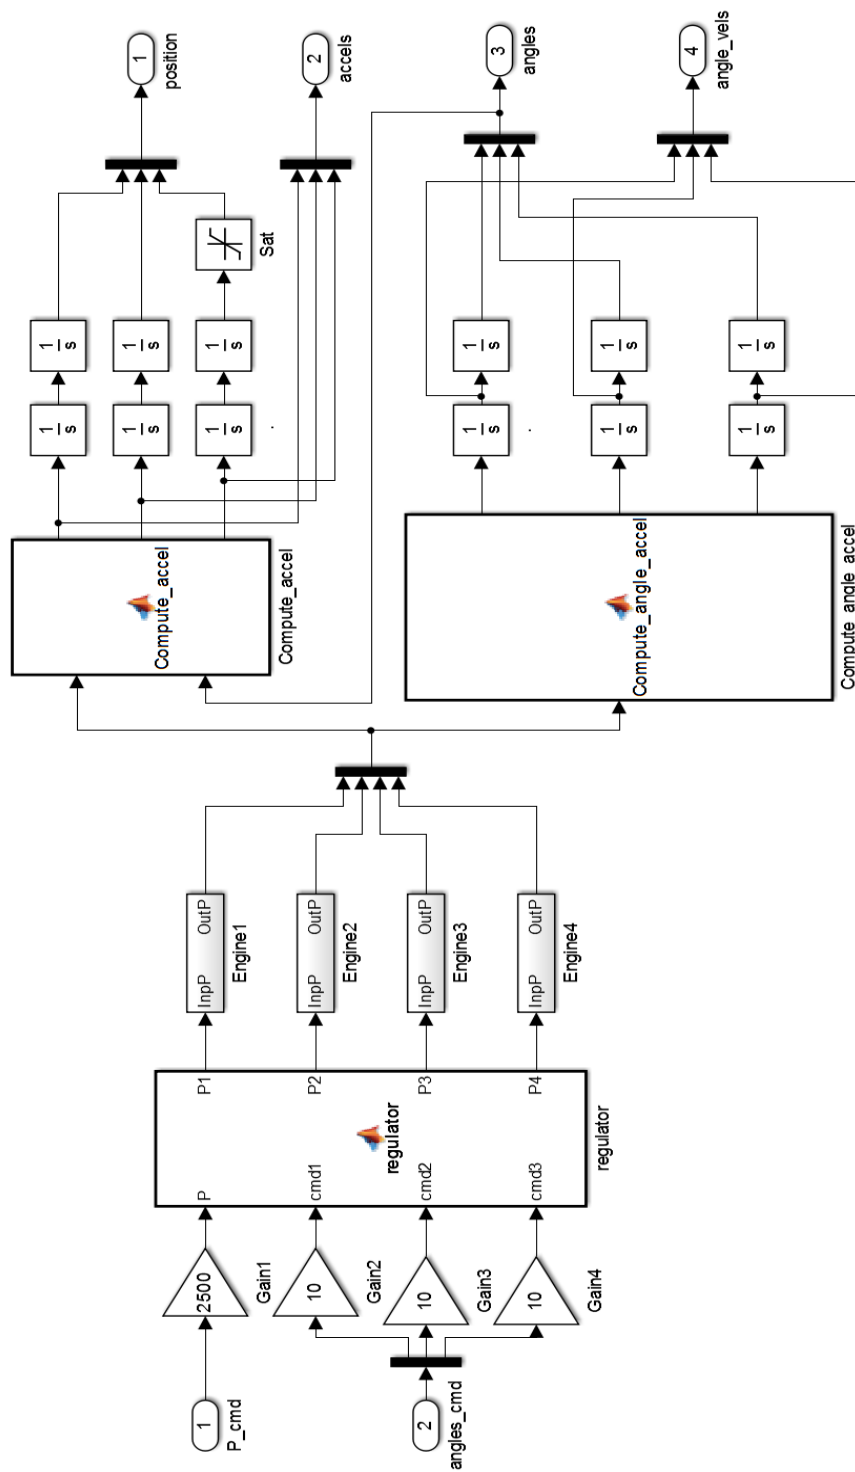 1
P_cmd
2
angles_cmd
2500
Gain1
10
Gain2
10
Gain3
10
Gain4
P
cmd1
cmd2
cmd3
P1
P2
P3
P4
regulator
regulator
InpP OutP
Engine1
InpP OutP
Engine2
InpP OutP
Engine3
InpP OutP
Engine4
Compute_accel
Compute_accel
1
s
1
s
1
s
1
s
1
s
1
s
Sat
1
position
2
accels
Compute_angle_accel
Compute_angle_accel
1
s
1
s
1
s
1
s
1
s
1
s
3
angles
4
angle_vels